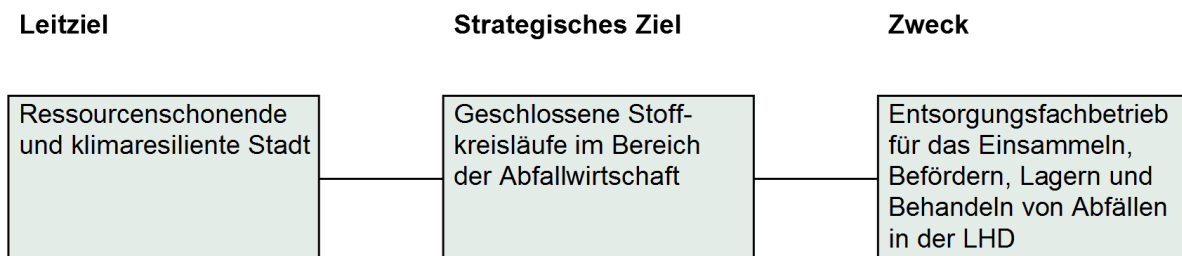 Leitziel
Strategisches Ziel
Zweck
Ressourcenschonende
und klimaresiliente Stadt
Geschlossene Stoff-
kreisläufe im Bereich
der Abfallwirtschaft
Entsorgungsfachbetrieb
für das Einsammeln,
Befördern, Lagern und
Behandeln von Abfällen
in der LHD